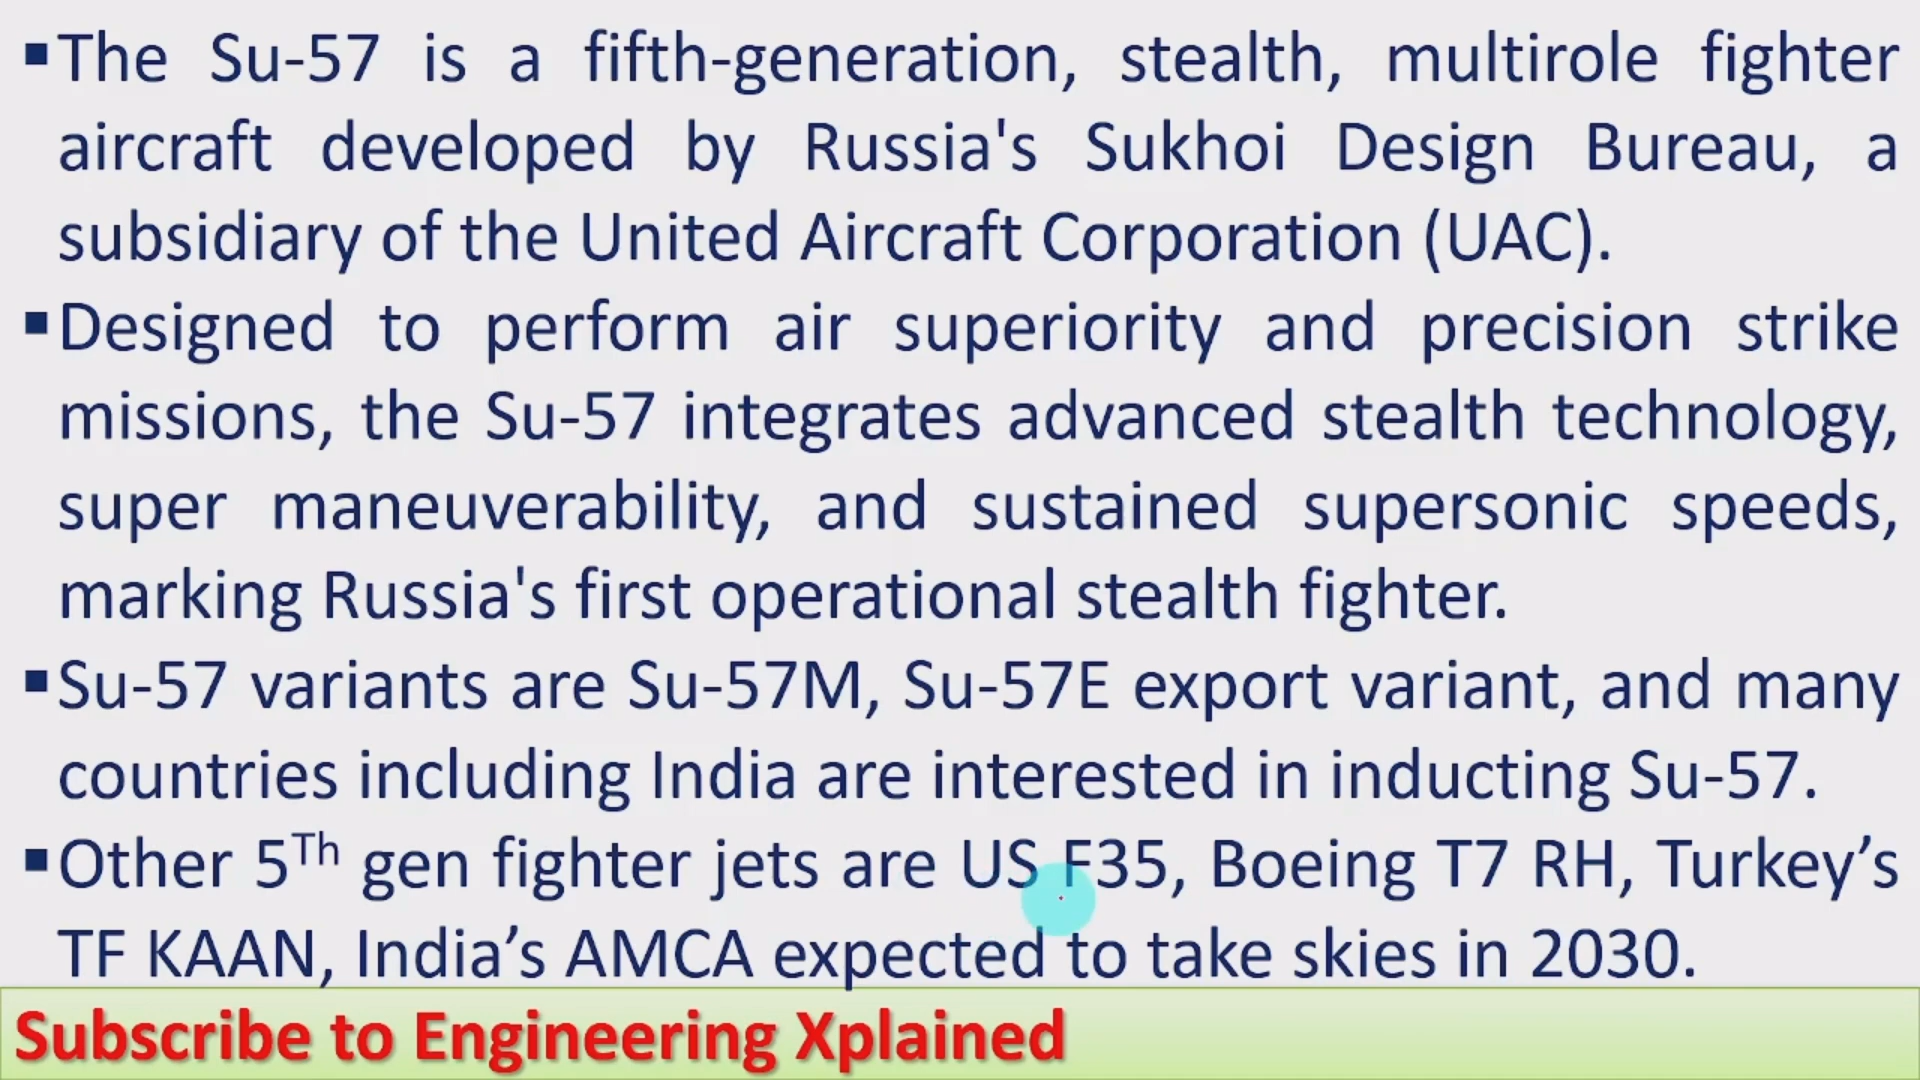 ▪The Su-57 is a fifth-generation, stealth, multirole fighter
aircraft developed by Russia's Sukhoi Design Bureau, a
subsidiary of the United Aircraft Corporation (UAC).
▪Designed to perform air superiority and precision strike
missions, the Su-57 integrates advanced stealth technology,
super maneuverability, and sustained supersonic speeds,
marking Russia's first operational stealth fighter.
▪Su-57 variants are Su-57M, Su-57E export variant, and many
countries including India are interested in inducting Su-57.
▪Other 5Th gen fighter jets are US F35, Boeing T7 RH, Turkey’s
TF KAAN, India’s AMCA expected to take skies in 2030.
Subscribe to Engineering Xplained